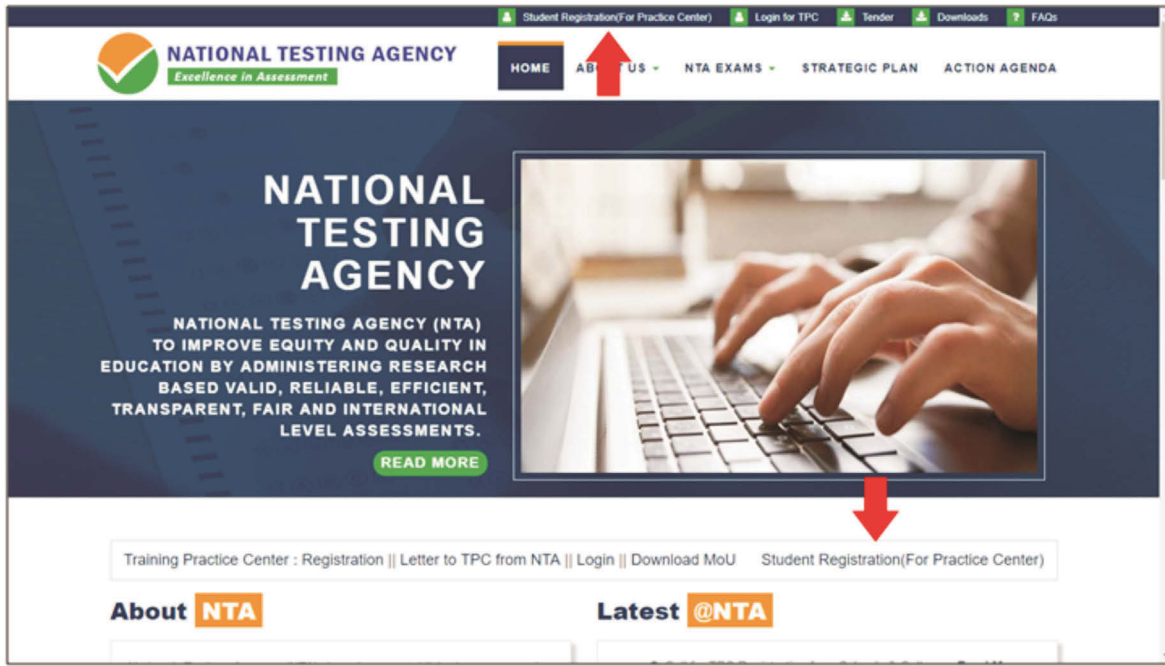 Student Registration(For Practice Center) Login for TPC Tender Downloads ? FAQs
NATIONAL TESTING AGENCY
Excellence in Assessment
HOME US NTA EXAMS STRATEGIC PLAN ACTION AGENDA
NATIONAL
TESTING
AGENCY
NATIONAL TESTING AGENCY (NTA)
TO IMPROVE EQUITY AND QUALITY IN
EDUCATION BY ADMINISTERING RESEARCH
BASED VALID, RELIABLE, EFFICIENT,
TRANSPARENT, FAIR AND INTERNATIONAL
LEVEL ASSESSMENTS.
READ MORE
Training Practice Center : Registration || Letter to TPC from NTA || Login || Download MoU Student Registration(For Practice Center)
About NTA
Latest @NTA